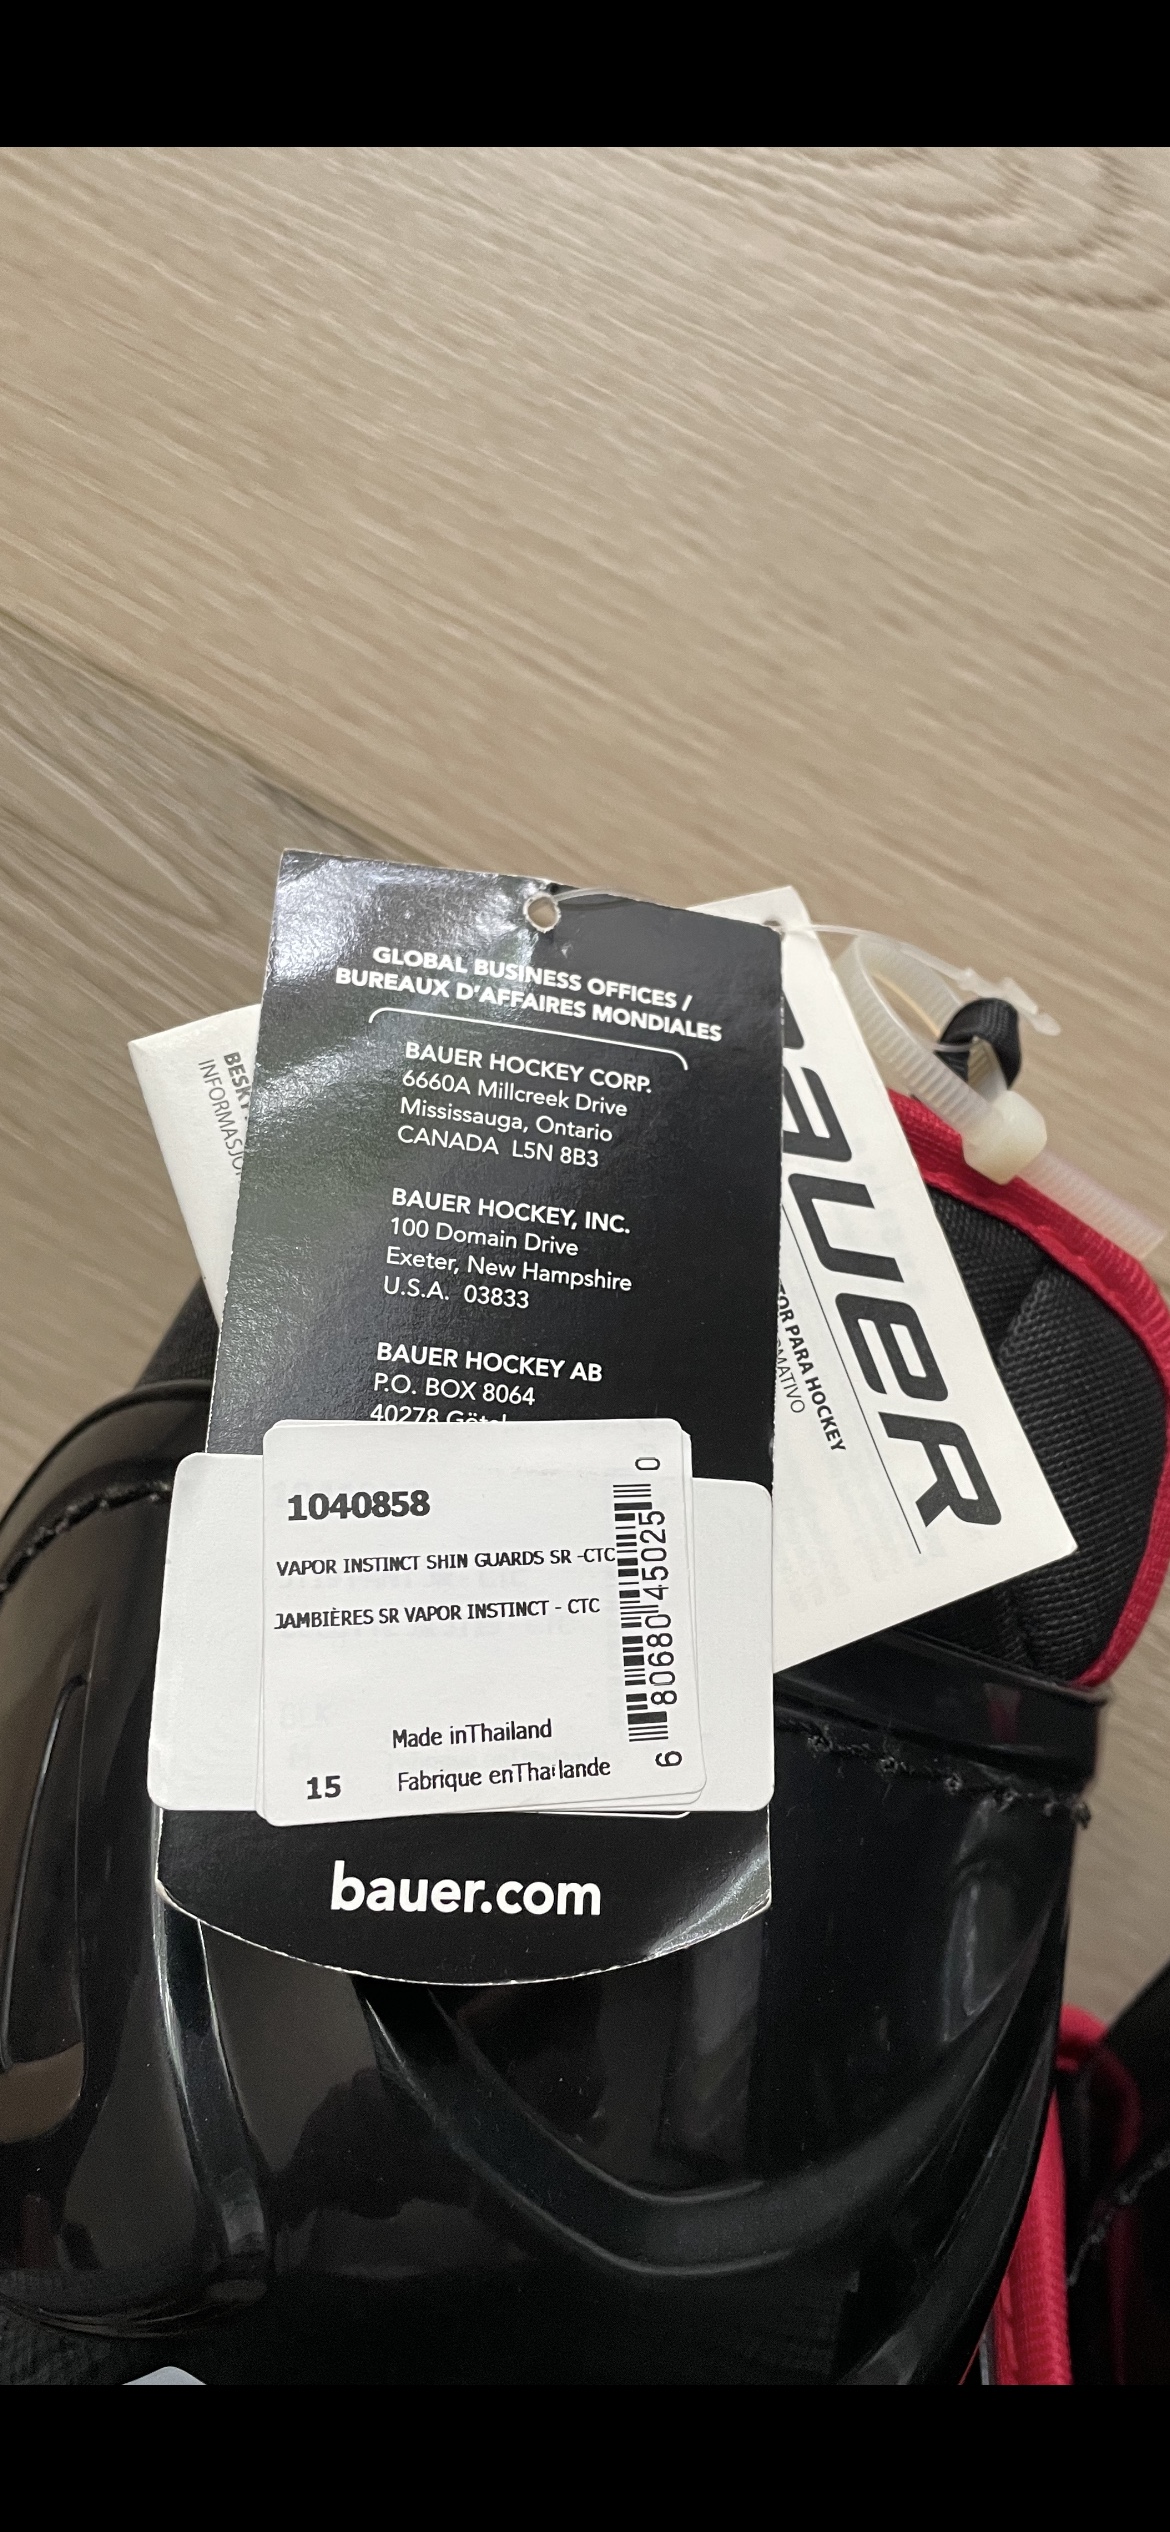 GLOBAL BUSINESS OFFICES /
BUREAUX D'AFFAIRES MONDIALES
BAUER HOCKEY CORP.
6660A Millcreek Drive
Mississauga, Ontario
CANADA L5N 8B3
BAUER HOCKEY, INC.
100 Domain Drive
Exeter, New Hampshire
U.S.A. 03833
BAUER HOCKEY AB
P.O. BOX 8064
40278
1040858
VAPOR INSTINCT SHIN GUARDS SR -CTC
JAMBIÈRES SR VAPOR INSTINCT - CTC
Made inThailand
15 Fabrique enThaïlande
6 80680 45025 0
bauer.com
BAUER
PARA HOCKEY